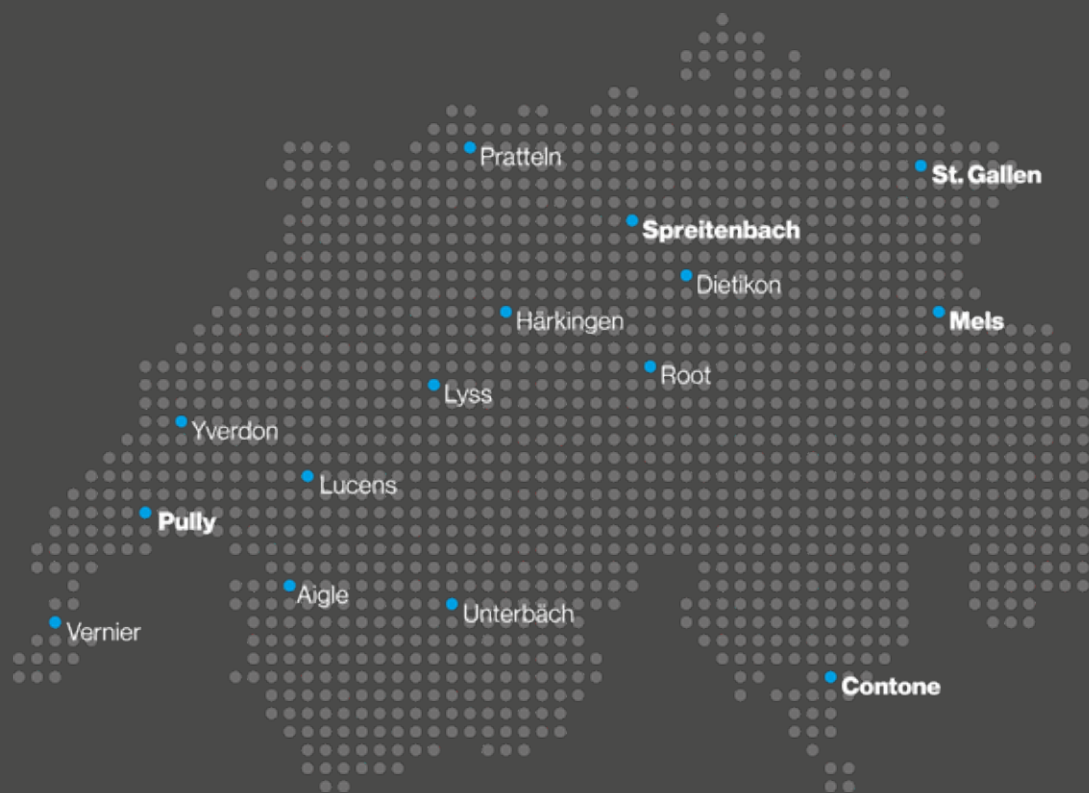 Pratteln
St. Gallen
Spreitenbach
Dietikon
Härkingen
Mels
Root
Lyss
Yverdon
Lucens
Pully
Aigle
Unterbäch
Vernier
Contone